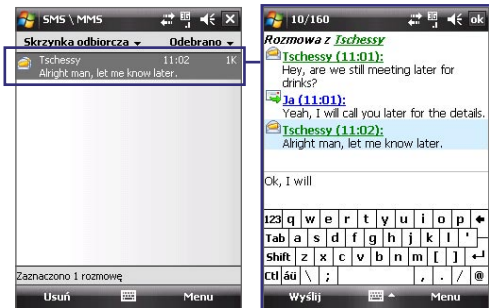 SMS \ MMS
Skrzynka odbiorcza Odebrano
Tschessy 11:02 1K
Alright man, let me know later.
Zaznaczono 1 rozmowę
Usuń Menu
10/160 ok
Rozmowa z Tschessy
Tschessy (11:01):
Hey, are we still meeting later for
drinks?
Ja (11:01):
Yeah, I will call you later for the details.
Tschessy (11:02):
Alright man, let me know later.
Ok, I will
123 q w e r t y u i o p
Tab a s d f g h j k l '
Shift z x c v b n m [ ]
Ctl áü \ ; , . / @
Wyślij Menu